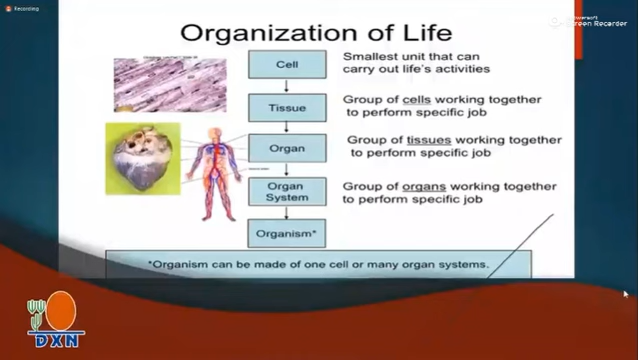 Recording
Screen Recorder
Organization of Life
Cell
Smallest unit that can
carry out life's activities
Tissue
Group of cells working together
to perform specific job
Organ
Group of tissues working together
to perform specific job
Organ
System
Group of organs working together
to perform specific job
Organism*
*Organism can be made of one cell or many organ systems.
DXN